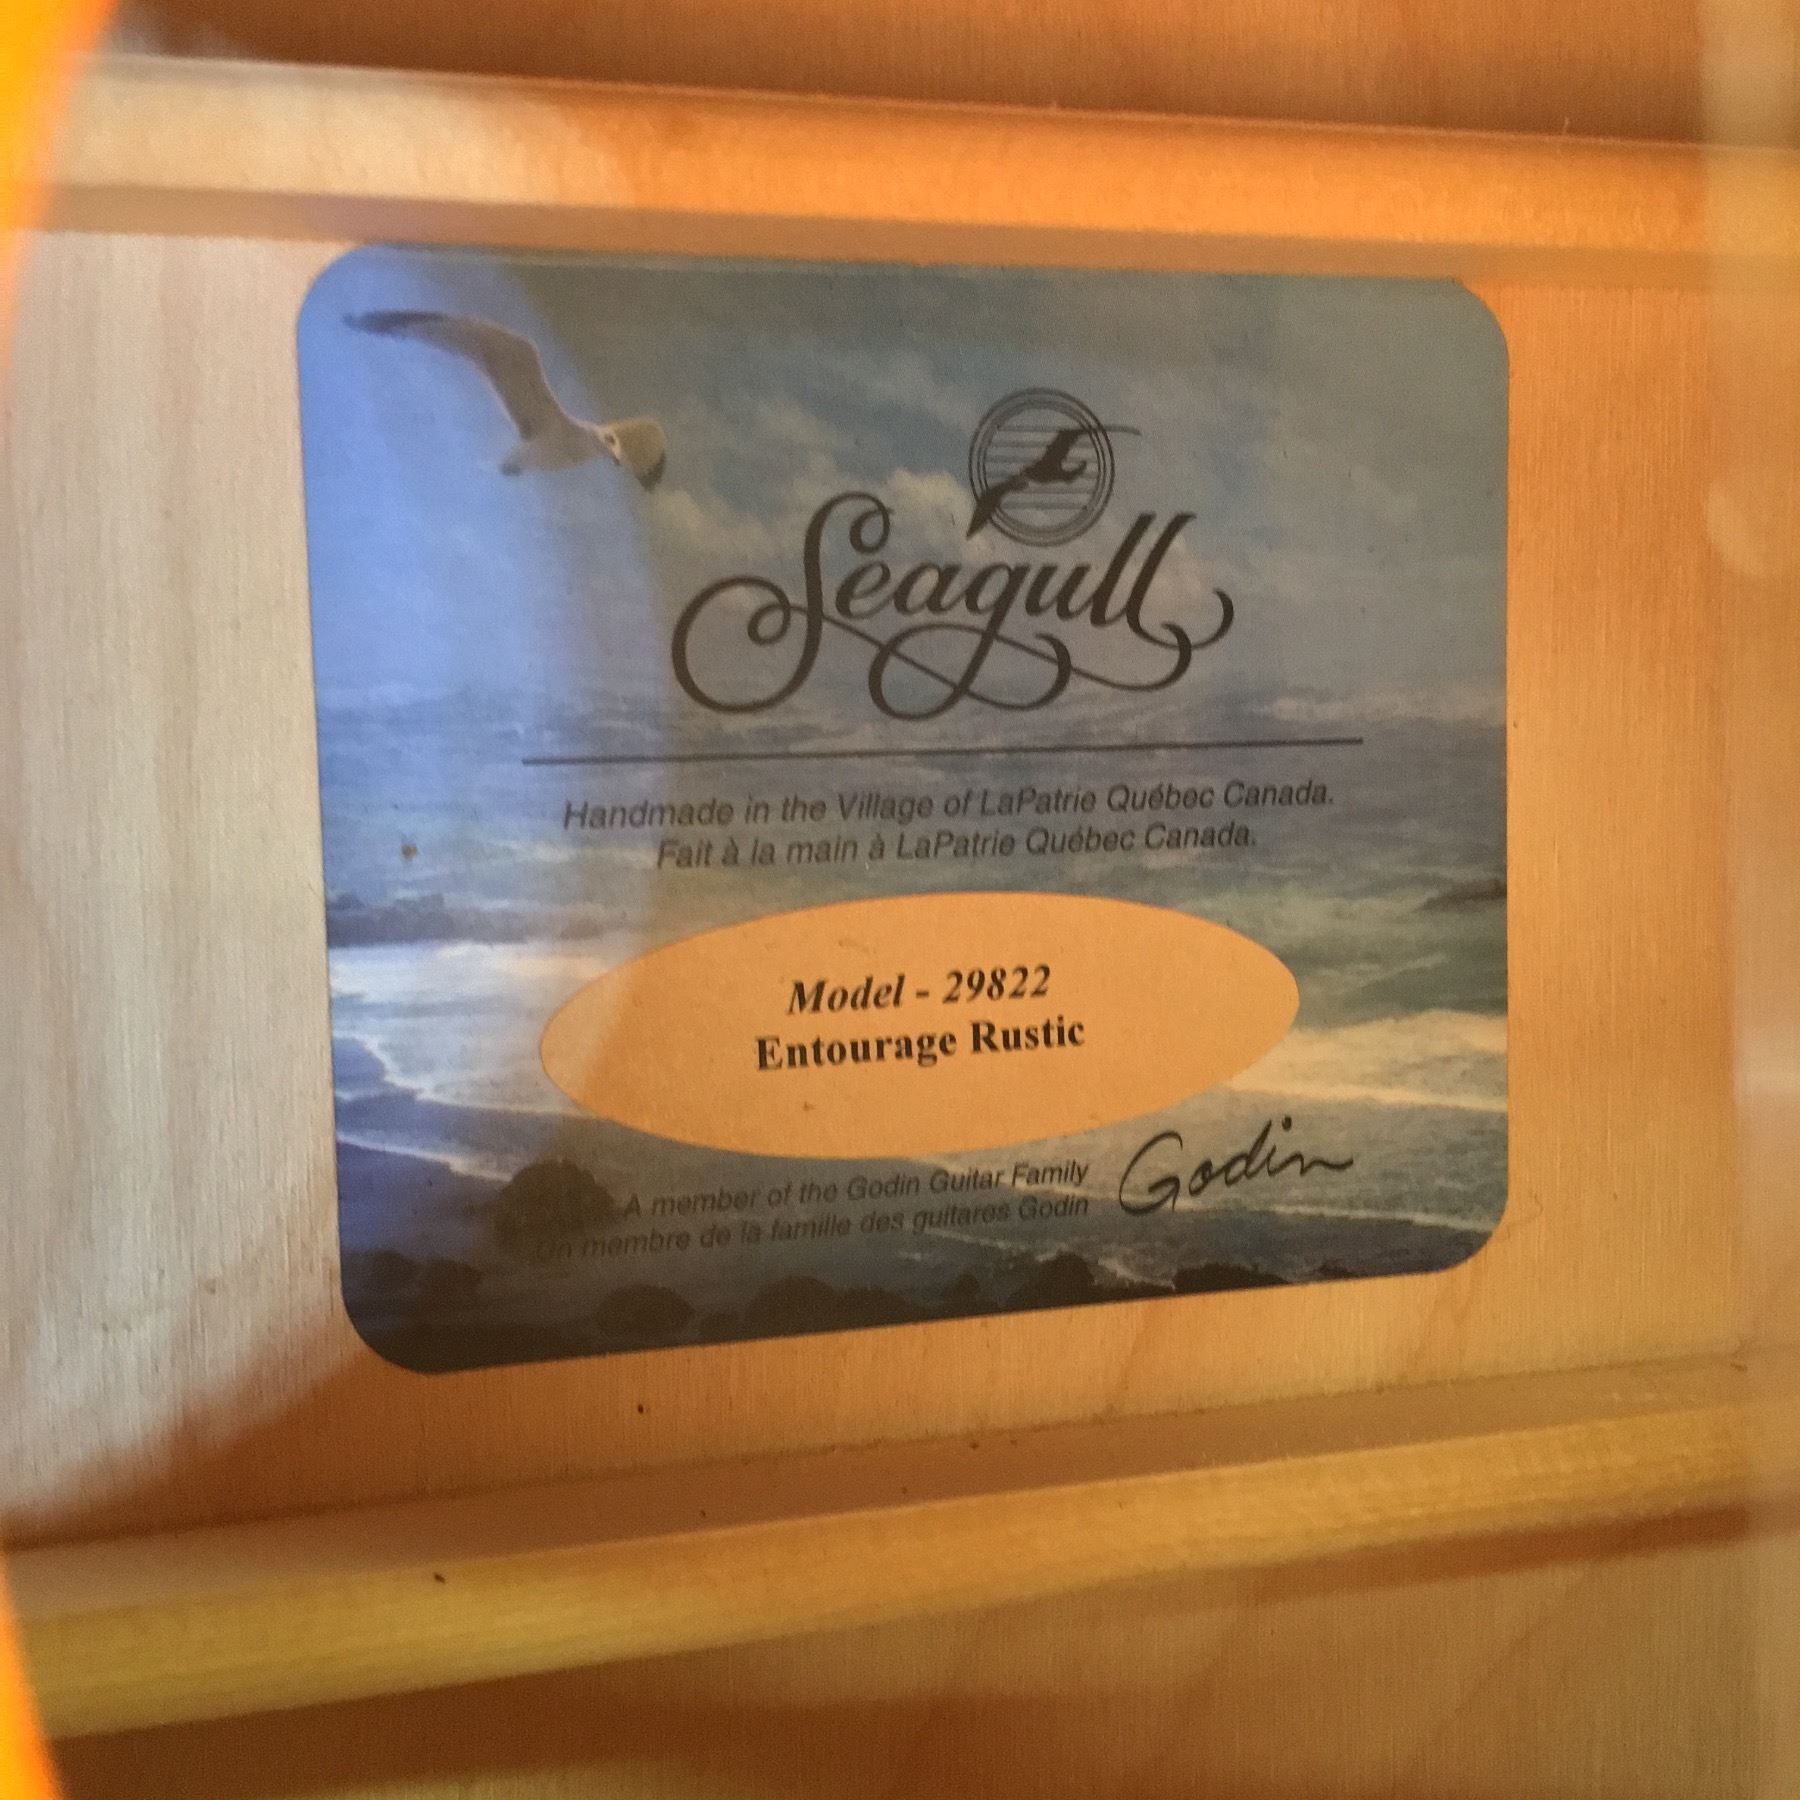 Seagull
Handmade in the Village of LaPatrie Québec Canada.
Fait à la main à LaPatrie Québec Canada.
Model - 29822
Entourage Rustic
A member of the Godin Guitar Family
Un membre de la famille des guitares Godin
Godin